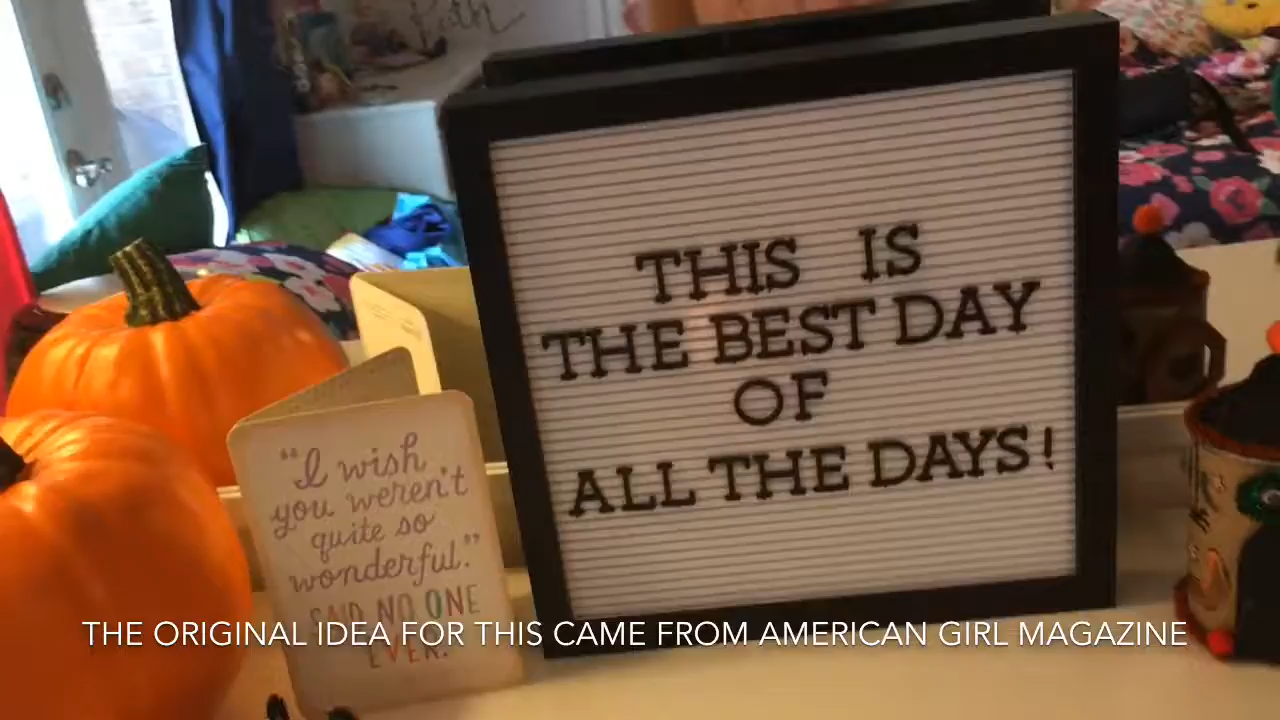 THIS IS
THE BEST DAY
OF
ALL THE DAYS!
"I wish
you weren't
quite so
wonderful."
SAID NO ONE
EVER.
THE ORIGINAL IDEA FOR THIS CAME FROM AMERICAN GIRL MAGAZINE